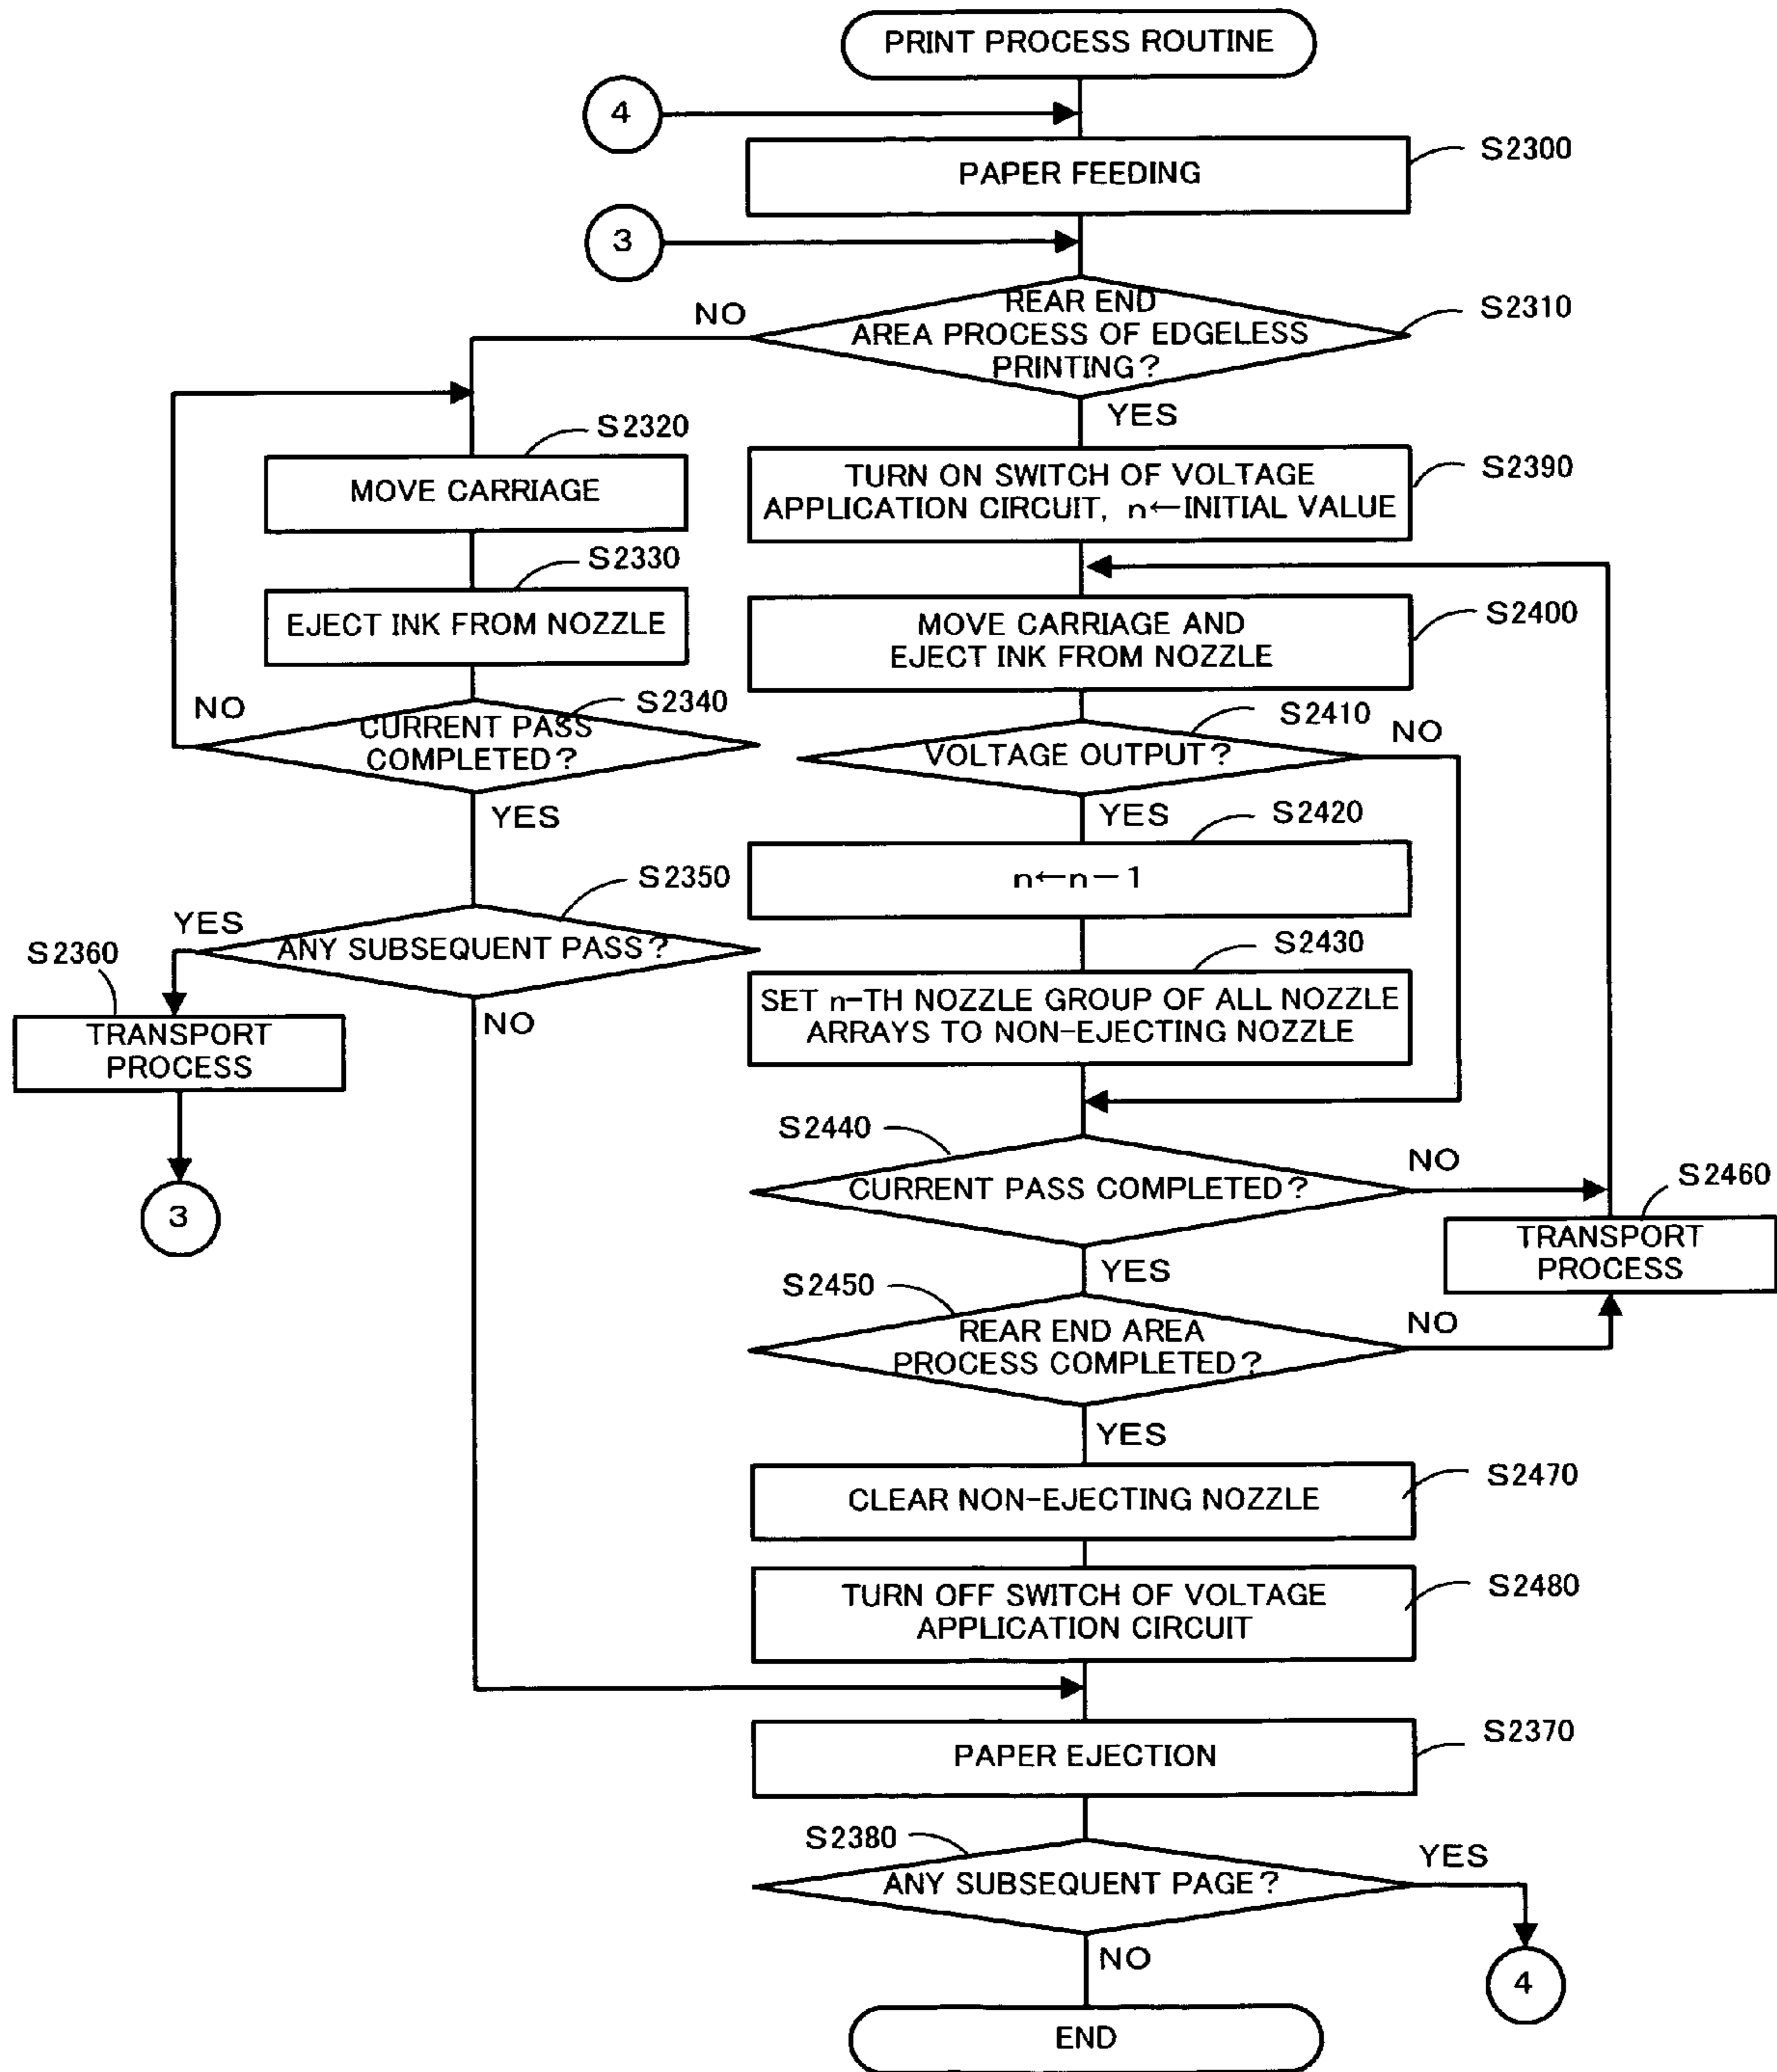 PRINT PROCESS ROUTINE
4
S2300
PAPER FEEDING
3
REAR END
AREA PROCESS OF EDGELESS
PRINTING?
S2310
NO
YES
S2320
MOVE CARRIAGE
S2330
EJECT INK FROM NOZZLE
S2340
NO
CURRENT PASS
COMPLETED?
YES
S2350
YES
ANY SUBSEQUENT PASS?
S2360
NO
TRANSPORT
PROCESS
3
TURN ON SWITCH OF VOLTAGE
APPLICATION CIRCUIT, n←INITIAL VALUE
S2390
MOVE CARRIAGE AND
EJECT INK FROM NOZZLE
S2400
S2410
VOLTAGE OUTPUT?
NO
YES
S2420
n←n−1
S2430
SET n-TH NOZZLE GROUP OF ALL NOZZLE
ARRAYS TO NON-EJECTING NOZZLE
S2440
CURRENT PASS COMPLETED?
NO
S2460
TRANSPORT
PROCESS
YES
S2450
REAR END AREA
PROCESS COMPLETED?
NO
YES
CLEAR NON-EJECTING NOZZLE
S2470
TURN OFF SWITCH OF VOLTAGE
APPLICATION CIRCUIT
S2480
PAPER EJECTION
S2370
S2380
ANY SUBSEQUENT PAGE?
YES
NO
4
END